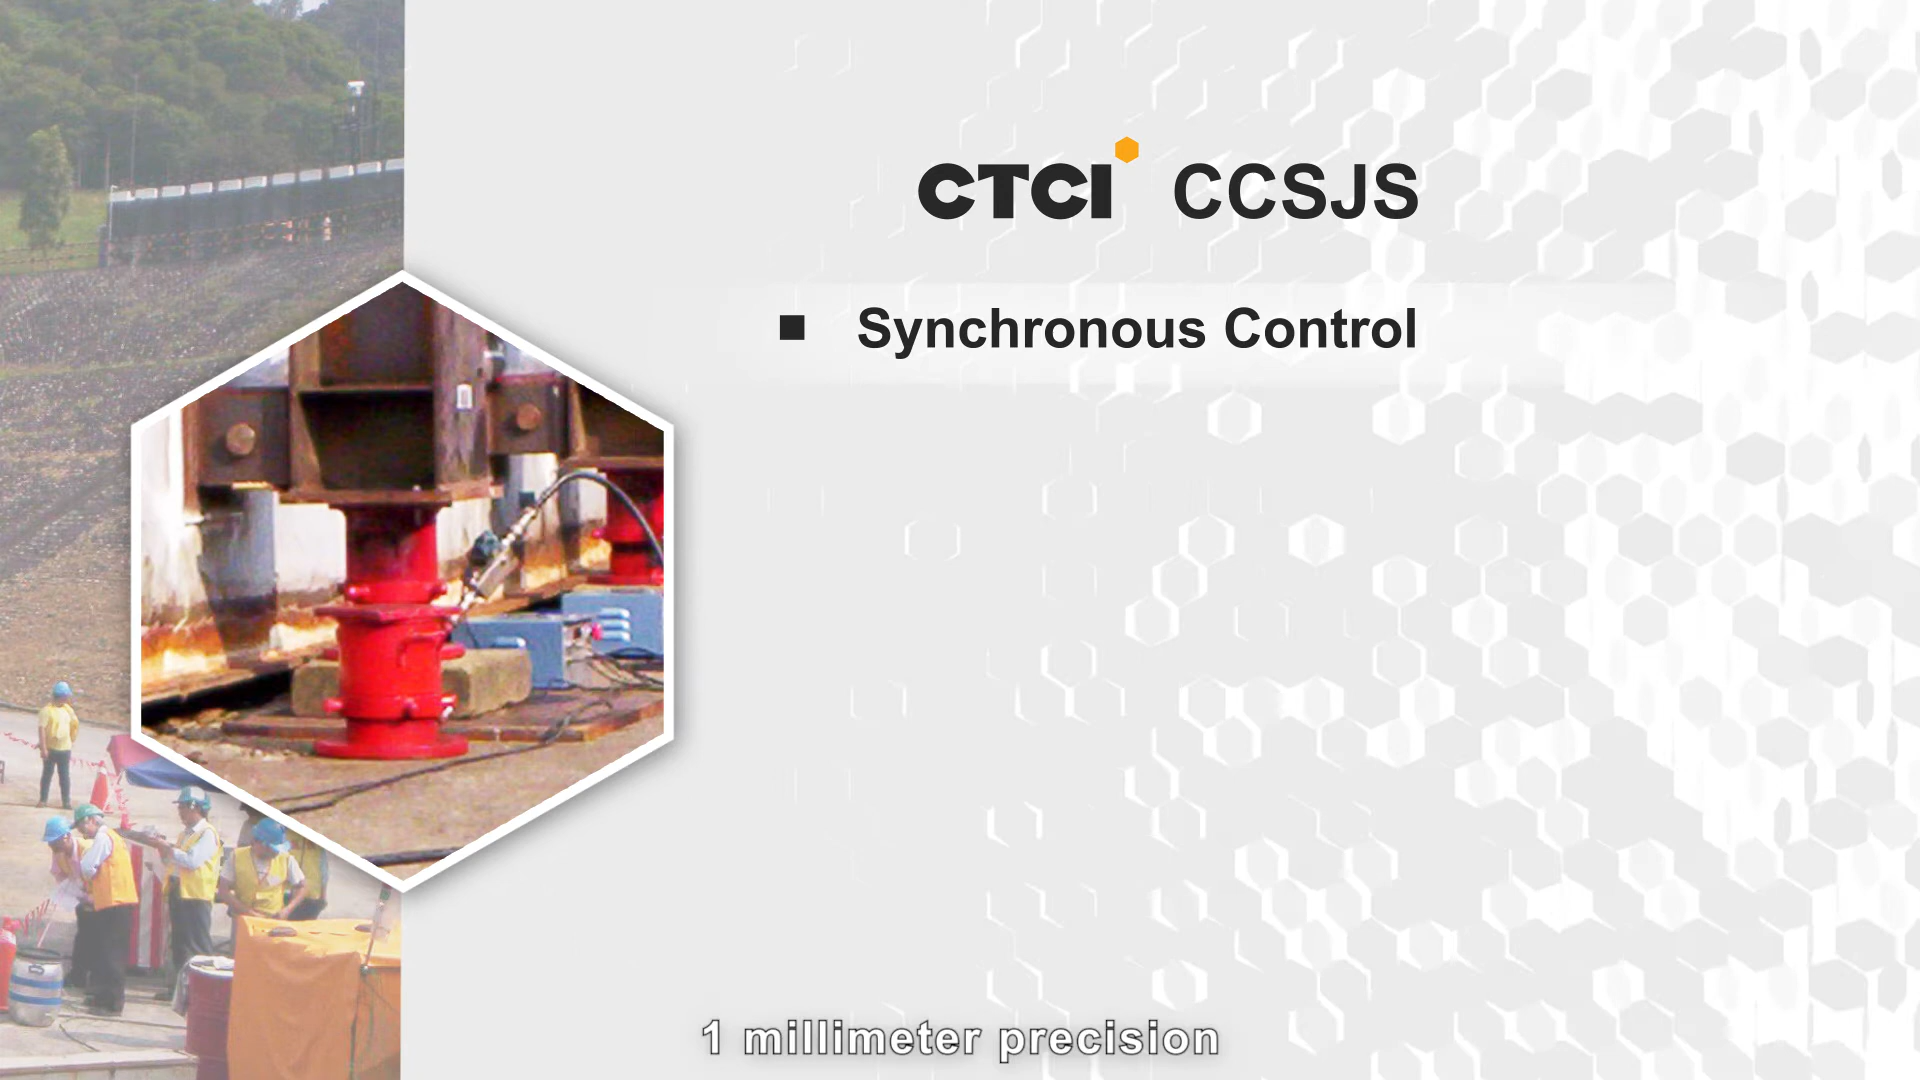 CTCI CCSJS
■ Synchronous Control
1 millimeter precision